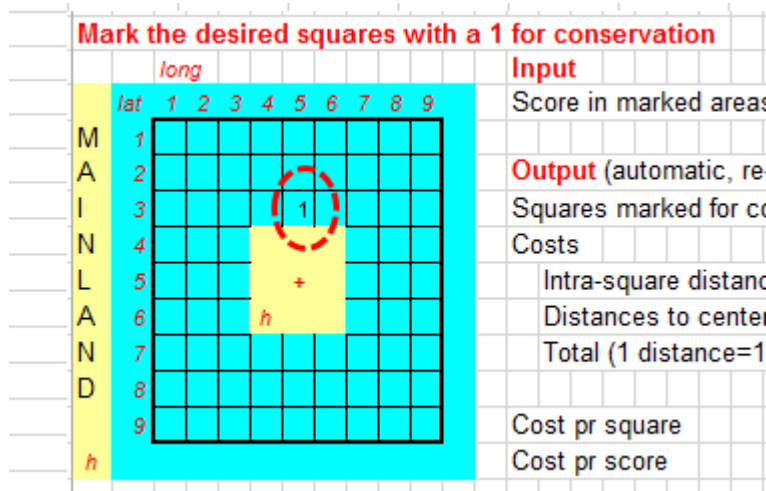 Mark the desired squares with a 1 for conservation
long
Input
lat 1 2 3 4 5 6 7 8 9
Score in marked areas
M 1
A 2
Output (automatic, re-
I 3 1
Squares marked for co
N 4
Costs
L 5 +
Intra-square distanc
A 6 h
Distances to center
N 7
Total (1 distance=1
D 8
9
Cost pr square
h
Cost pr score